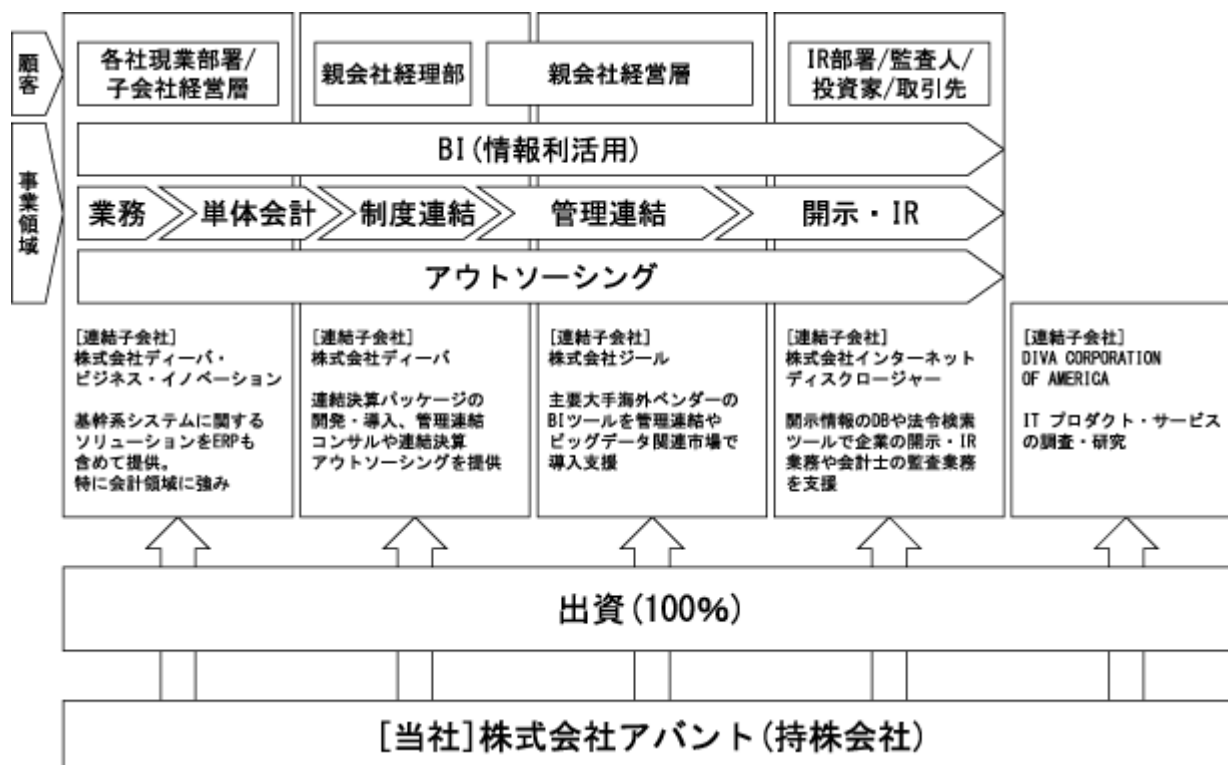 顧客
各社現業部署/
子会社経営層
親会社経理部
親会社経営層
IR部署/監査人/
投資家/取引先
事業領域
BI(情報利活用)
業務
単体会計
制度連結
管理連結
開示・IR
アウトソーシング
[連結子会社]
株式会社ディーバ・
ビジネス・イノベーション
基幹系システムに関する
ソリューションをERPも
含めて提供。
特に会計領域に強み
[連結子会社]
株式会社ディーバ
連結決算パッケージの
開発・導入、管理連結
コンサルや連結決算
アウトソーシングを提供
[連結子会社]
株式会社ジール
主要大手海外ベンダーの
BIツールを管理連結や
ビッグデータ関連市場で
導入支援
[連結子会社]
株式会社インターネット
ディスクロージャー
開示情報のDBや法令検索
ツールで企業の開示・IR
業務や会計士の監査業務
を支援
[連結子会社]
DIVA CORPORATION
OF AMERICA
IT プロダクト・サービス
の調査・研究
出資(100%)
[当社]株式会社アバント(持株会社)